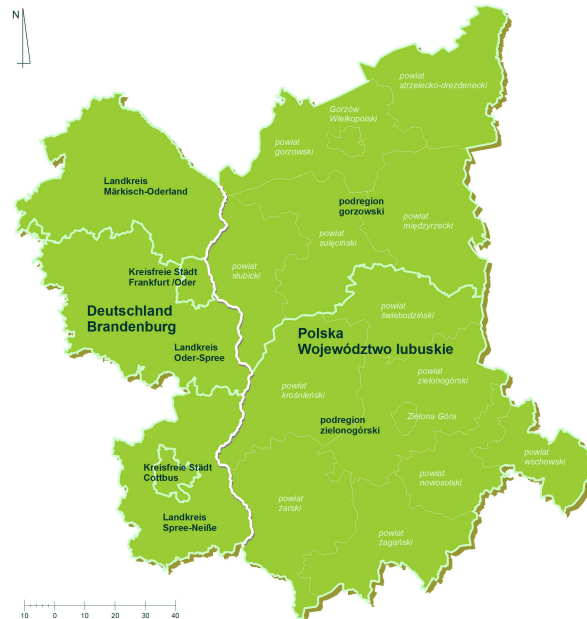 N
powiat
strzelecko-drezdenecki
Gorzów
Wielkopolski
powiat
gorzowski
Landkreis
Märkisch-Oderland
podregion
gorzowski
powiat
międzyrzecki
powiat
sulęciński
powiat
słubicki
Kreisfreie Städt
Frankfurt /Oder
Deutschland
Brandenburg
powiat
świebodziński
Polska
Województwo lubuskie
Landkreis
Oder-Spree
powiat
zielonogórski
powiat
krośnieński
podregion
zielonogórski
Zielona Góra
powiat
wschowski
Kreisfreie Städt
Cottbus
powiat
nowosolski
powiat
żarski
Landkreis
Spree-Neiße
powiat
żagański
10 0 10 20 30 40